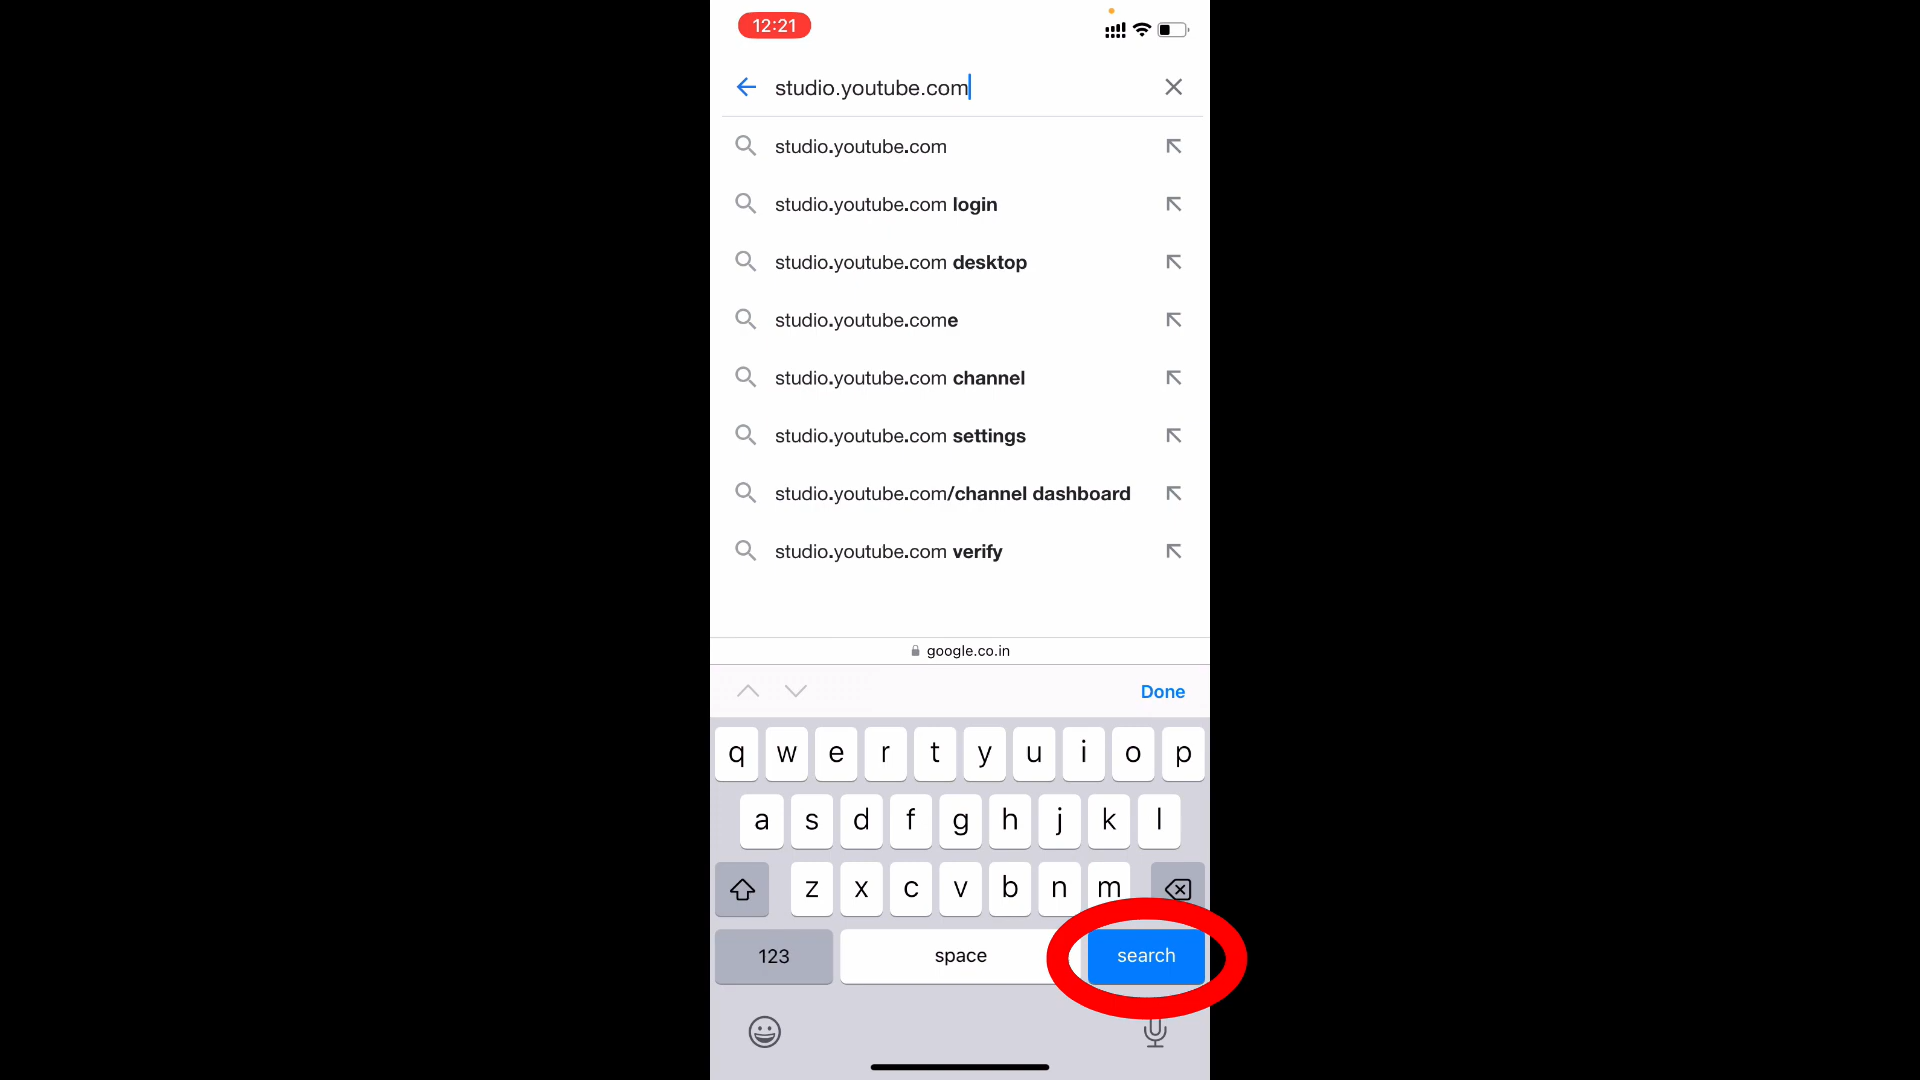 12:21
studio.youtube.com
studio.youtube.com
studio.youtube.com login
studio.youtube.com desktop
studio.youtube.come
studio.youtube.com channel
studio.youtube.com settings
studio.youtube.com/channel dashboard
studio.youtube.com verify
google.co.in
Done
q w e r t y u i o p
a s d f g h j k l
z x c v b n m
123 space search